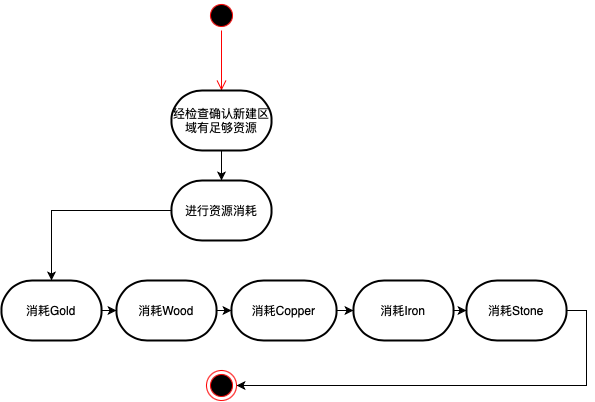 经检查确认新建区
域有足够资源
进行资源消耗
消耗Gold
消耗Wood
消耗Copper
消耗Iron
消耗Stone